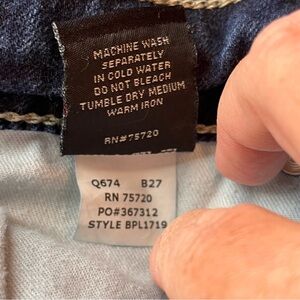 MACHINE WASH
SEPARATELY
IN COLD WATER
DO NOT BLEACH
TUMBLE DRY MEDIUM
WARM IRON
RN#75720
Q674 B27
RN 75720
PO#367312
STYLE BPL1719